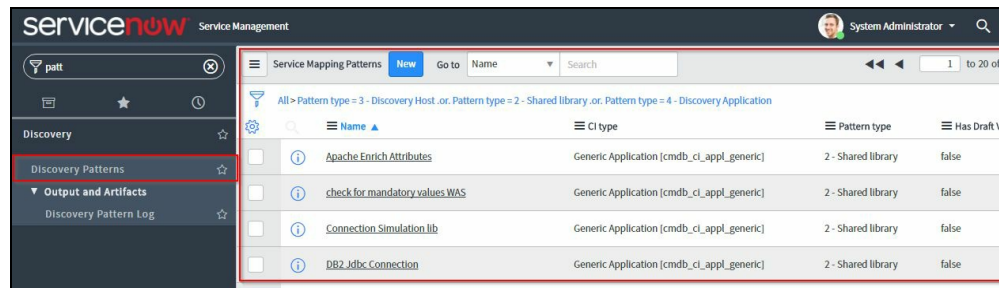 servicenow Service Management System Administrator
patt
Service Mapping Patterns New Go to Name Search 1 to 20 of
All > Pattern type = 3 - Discovery Host .or. Pattern type = 2 - Shared library .or. Pattern type = 4 - Discovery Application
Discovery
Name CI type Pattern type Has Draft
Discovery Patterns
Apache Enrich Attributes Generic Application [cmdb_ci_appl_generic] 2 - Shared library false
Output and Artifacts
check for mandatory values WAS Generic Application [cmdb_ci_appl_generic] 2 - Shared library false
Discovery Pattern Log
Connection Simulation lib Generic Application [cmdb_ci_appl_generic] 2 - Shared library false
DB2 Jdbc Connection Generic Application [cmdb_ci_appl_generic] 2 - Shared library false